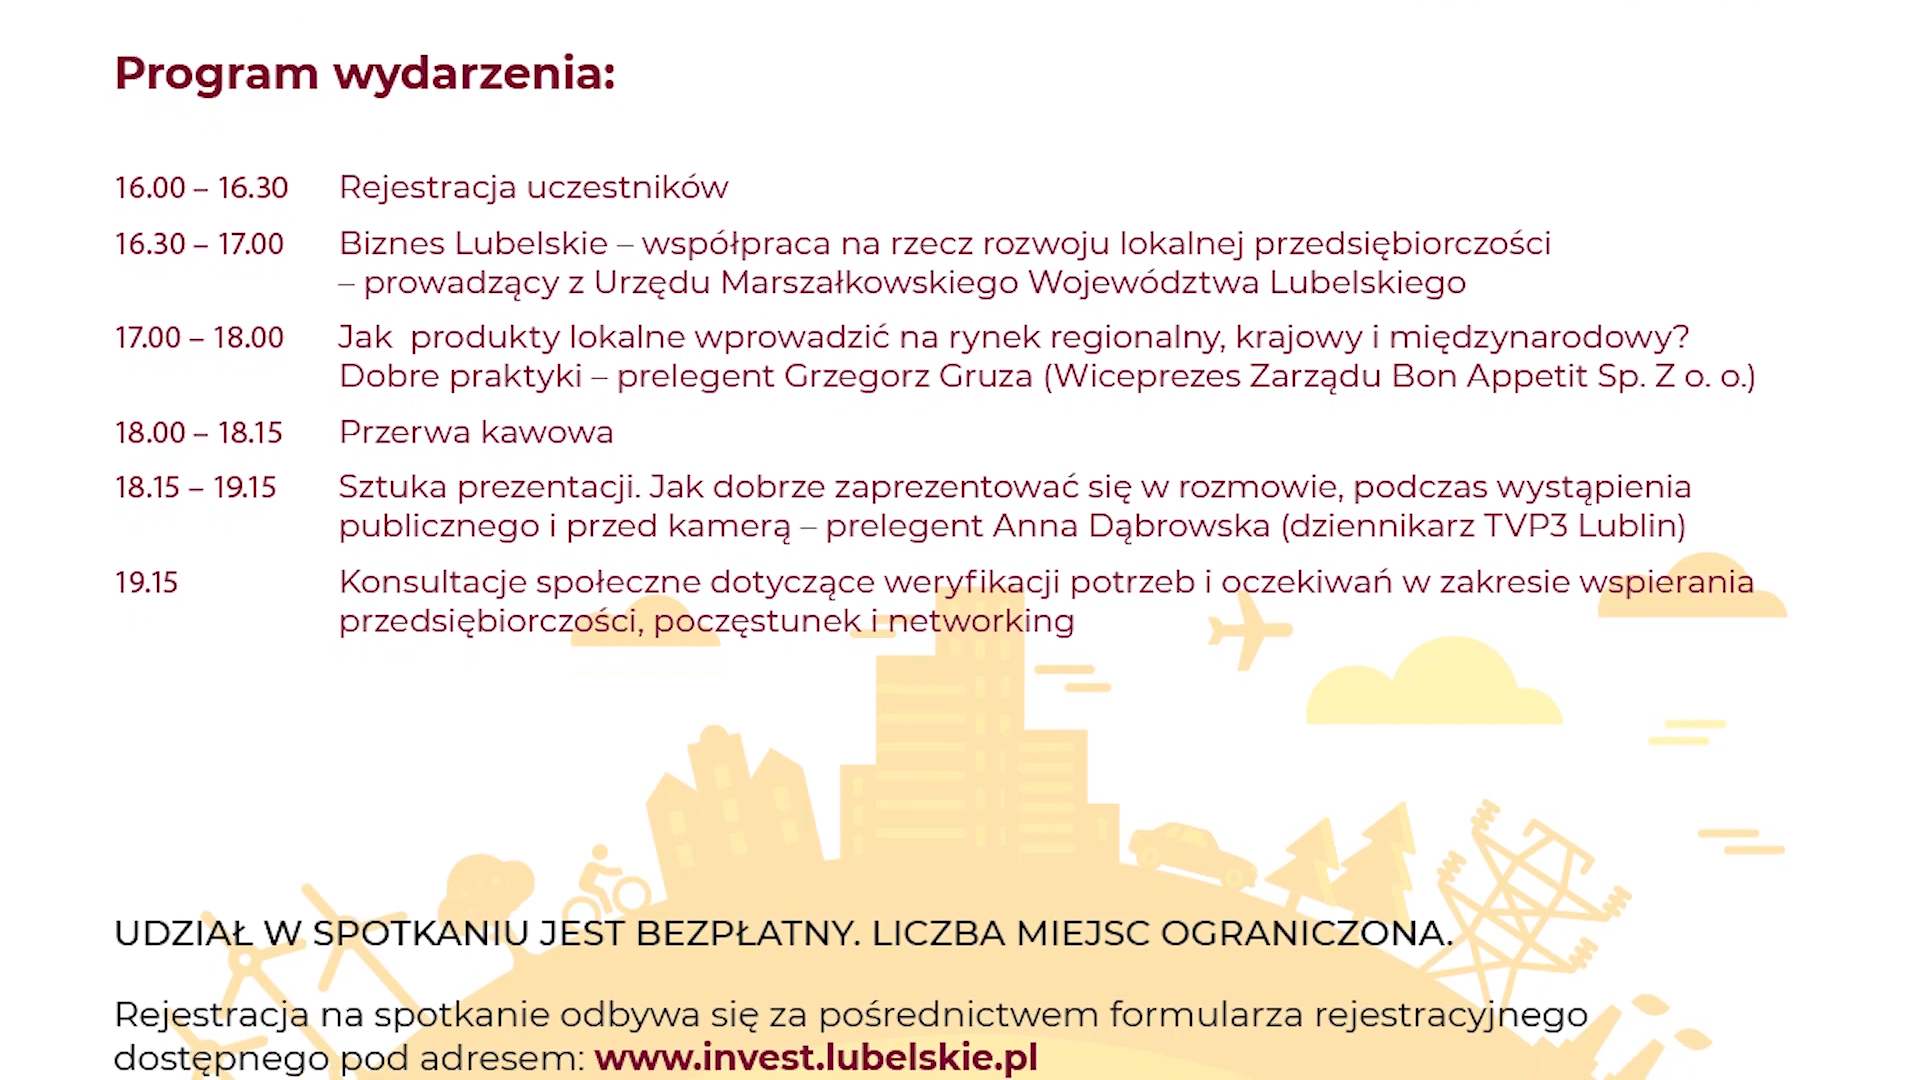 Program wydarzenia:
16.00 – 16.30 Rejestracja uczestników
16.30 – 17.00 Biznes Lubelskie – współpraca na rzecz rozwoju lokalnej przedsiębiorczości
– prowadzący z Urzędu Marszałkowskiego Województwa Lubelskiego
17.00 – 18.00 Jak produkty lokalne wprowadzić na rynek regionalny, krajowy i międzynarodowy?
Dobre praktyki – prelegent Grzegorz Gruza (Wiceprezes Zarządu Bon Appetit Sp. Z o. o.)
18.00 – 18.15 Przerwa kawowa
18.15 – 19.15 Sztuka prezentacji. Jak dobrze zaprezentować się w rozmowie, podczas wystąpienia
publicznego i przed kamerą – prelegent Anna Dąbrowska (dziennikarz TVP3 Lublin)
19.15 Konsultacje społeczne dotyczące weryfikacji potrzeb i oczekiwań w zakresie wspierania
przedsiębiorczości, poczęstunek i networking
UDZIAŁ W SPOTKANIU JEST BEZPŁATNY. LICZBA MIEJSC OGRANICZONA.
Rejestracja na spotkanie odbywa się za pośrednictwem formularza rejestracyjnego
dostępnego pod adresem: www.invest.lubelskie.pl